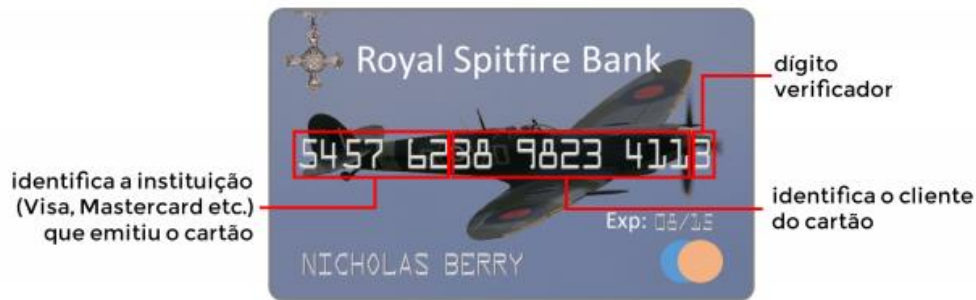 Royal Spitfire Bank
dígito
verificador
5457 6238 9823 4113
identifica a instituição
(Visa, Mastercard etc.)
que emitiu o cartão
identifica o cliente
do cartão
Exp: 08/15
NICHOLAS BERRY